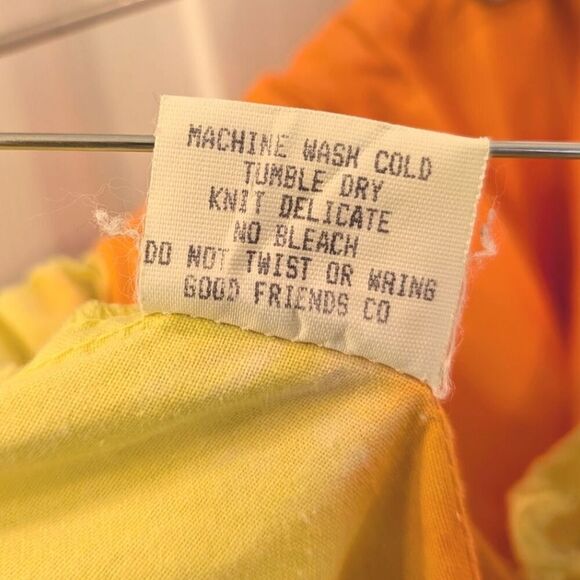 MACHINE WASH COLD
TUMBLE DRY
KNIT DELICATE
NO BLEACH
DO NOT TWIST OR WRING
GOOD FRIENDS CO